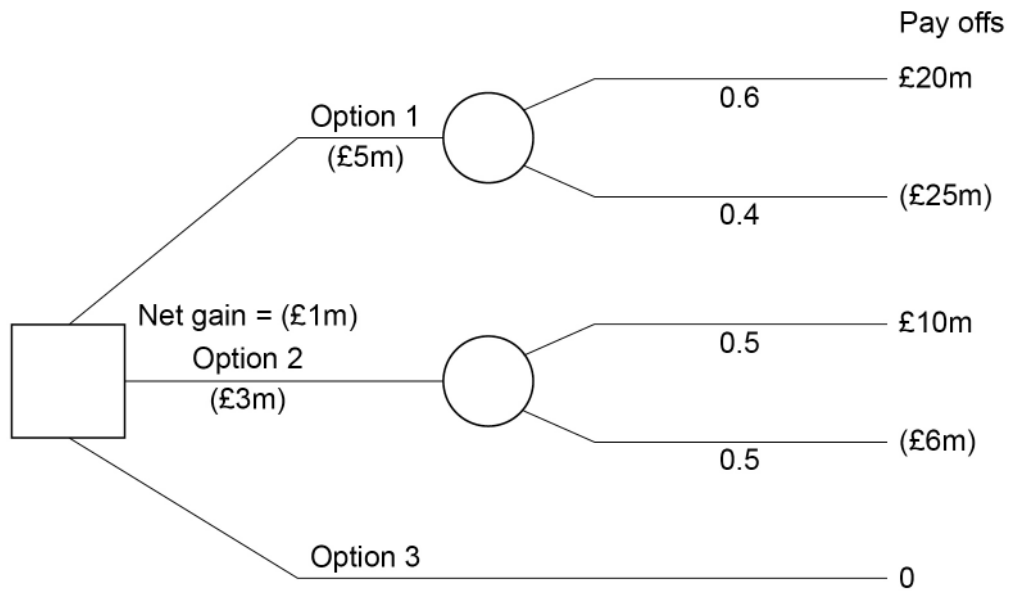 Pay offs
£20m
0.6
Option 1
(£5m)
(£25m)
0.4
Net gain = (£1m)
£10m
0.5
Option 2
(£3m)
(£6m)
0.5
Option 3
0